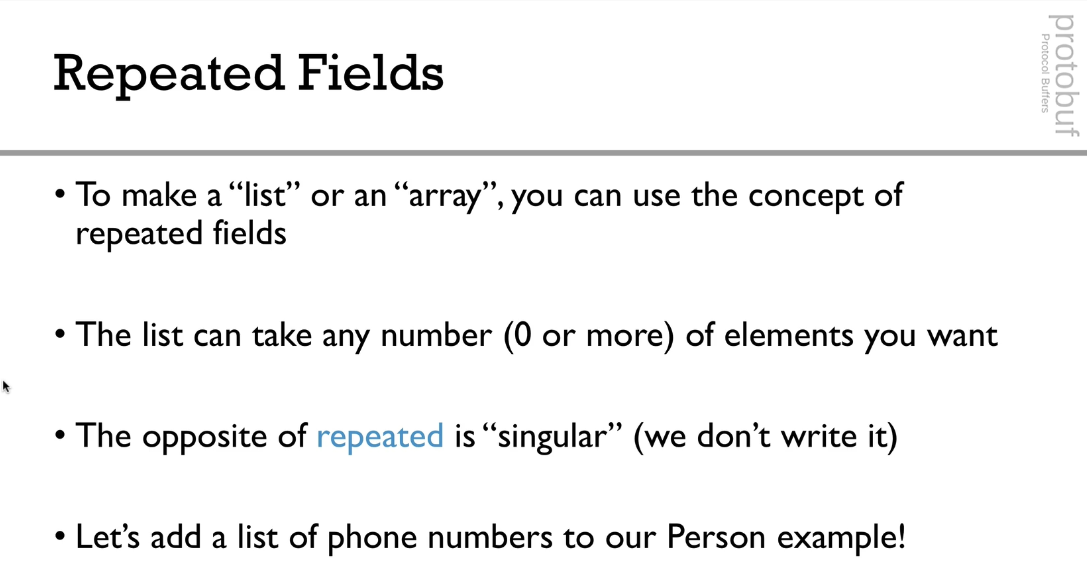 Repeated Fields
protobuf
Protocol Buffers
• To make a “list” or an “array”, you can use the concept of
repeated fields
• The list can take any number (0 or more) of elements you want
• The opposite of repeated is “singular” (we don’t write it)
• Let’s add a list of phone numbers to our Person example!